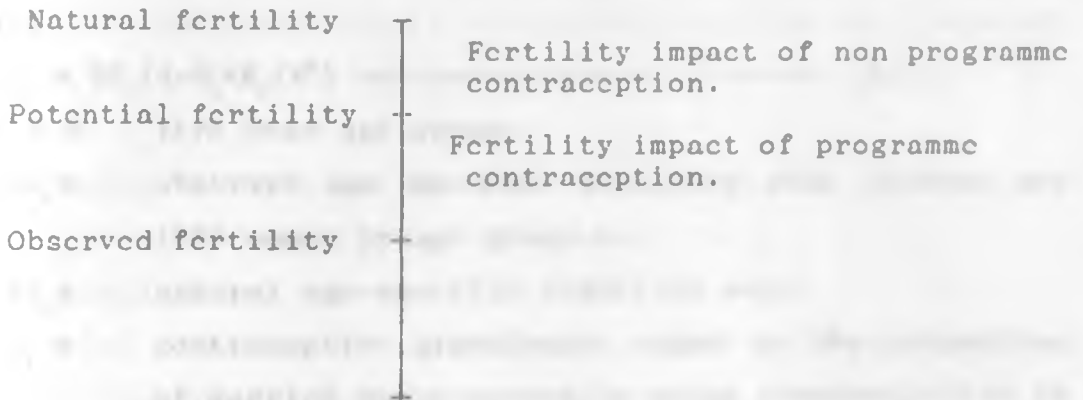 Natural fertility
Fertility impact of non programme
contraception.
Potential fertility
Fertility impact of programme
contraception.
Observed fertility